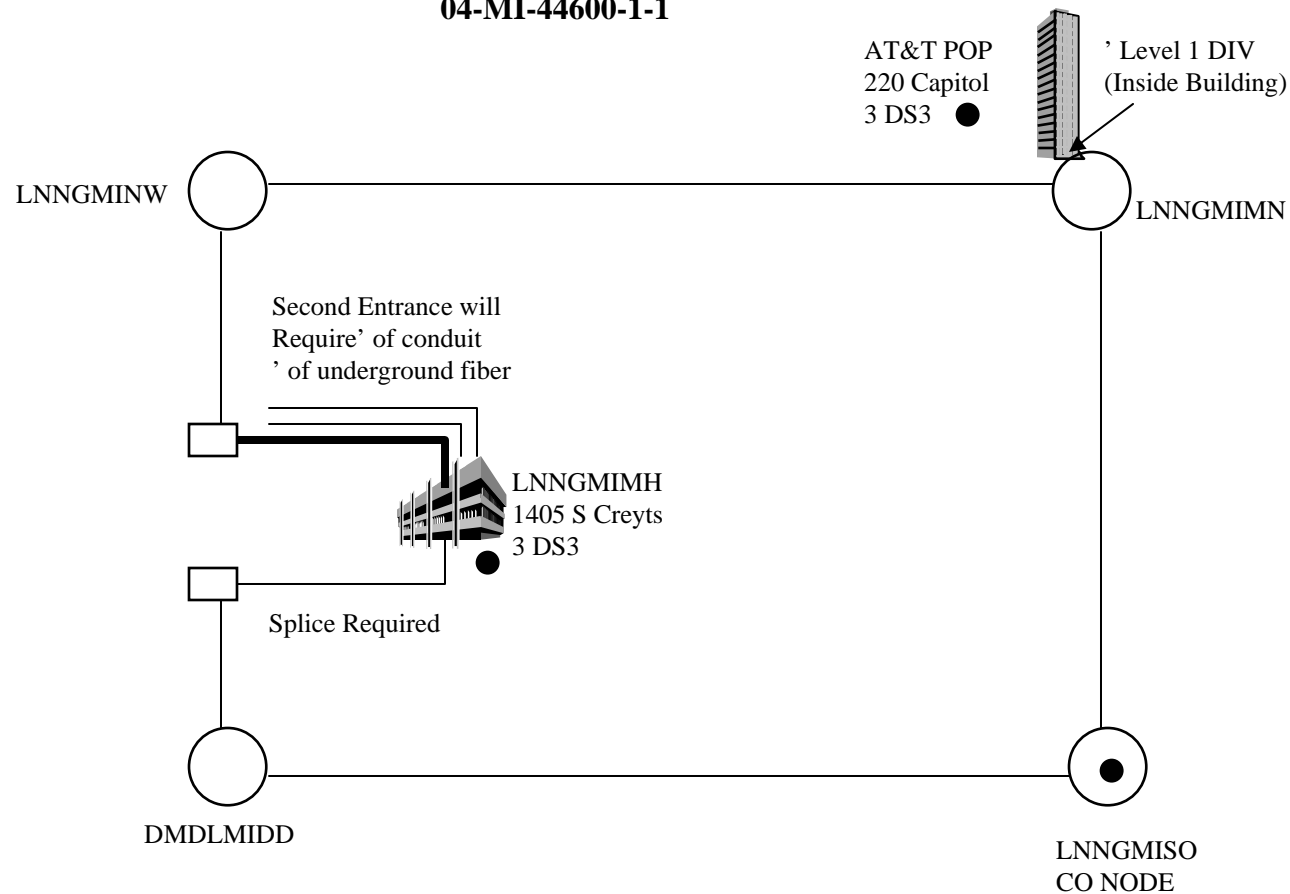 04-MI-44600-1-1
AT&T POP
220 Capitol
3 DS3
’ Level 1 DIV
(Inside Building)
LNNGMINW
LNNGMIMN
Second Entrance will
Require’ of conduit
’ of underground fiber
LNNGMIMH
1405 S Creyts
3 DS3
Splice Required
DMDLMIDD
LNNGMISO
CO NODE